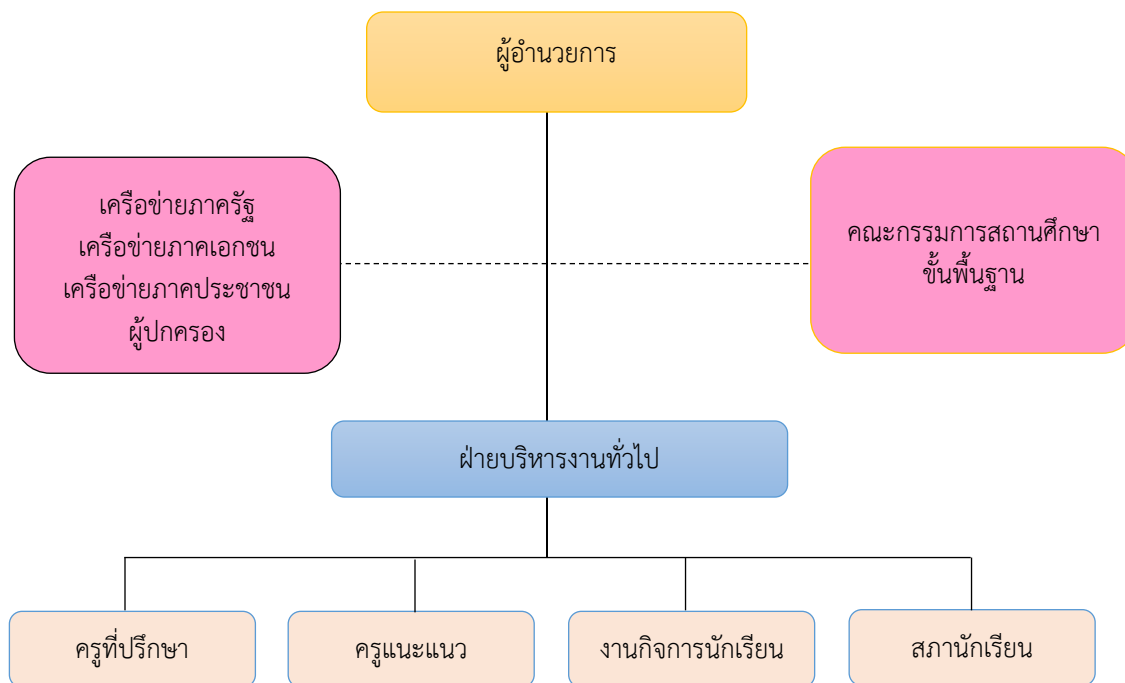 ผู้อำนวยการ
เครือข่ายภาครัฐ
เครือข่ายภาคเอกชน
เครือข่ายภาคประชาชน
ผู้ปกครอง
คณะกรรมการสถานศึกษา
ขั้นพื้นฐาน
ฝ่ายบริหารงานทั่วไป
ครูที่ปรึกษา
ครูแนะแนว
งานกิจการนักเรียน
สภานักเรียน